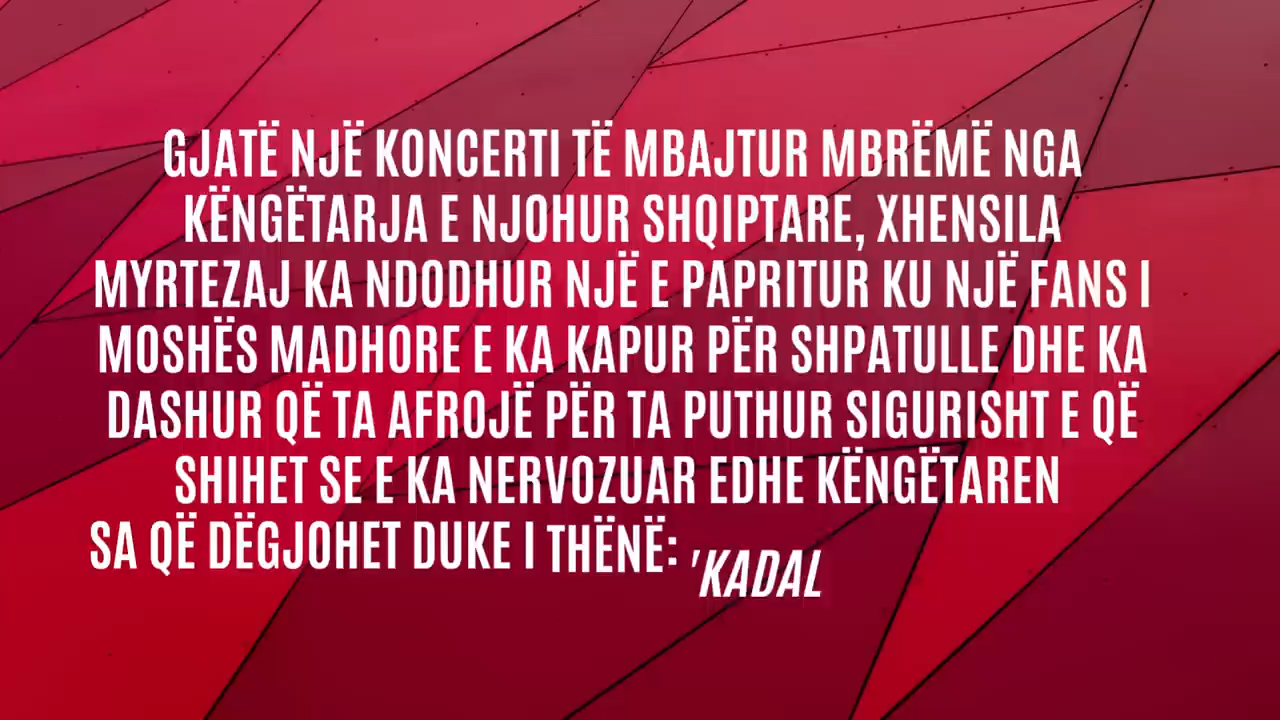 GJATË NJË KONCERTI TË MBAJTUR MBRËMË NGA
KËNGËTARJA E NJOHUR SHQIPTARE, XHENSILA
MYRTEZAJ KA NDODHUR NJË E PAPRITUR KU NJË FANS I
MOSHËS MADHORE E KA KAPUR PËR SHPATULLE DHE KA
DASHUR QË TA AFROJË PËR TA PUTHUR SIGURISHT E QË
SHIHET SE E KA NERVOZUAR EDHE KËNGËTAREN
SA QË DËGJOHET DUKE I THËNË: 'KADAL